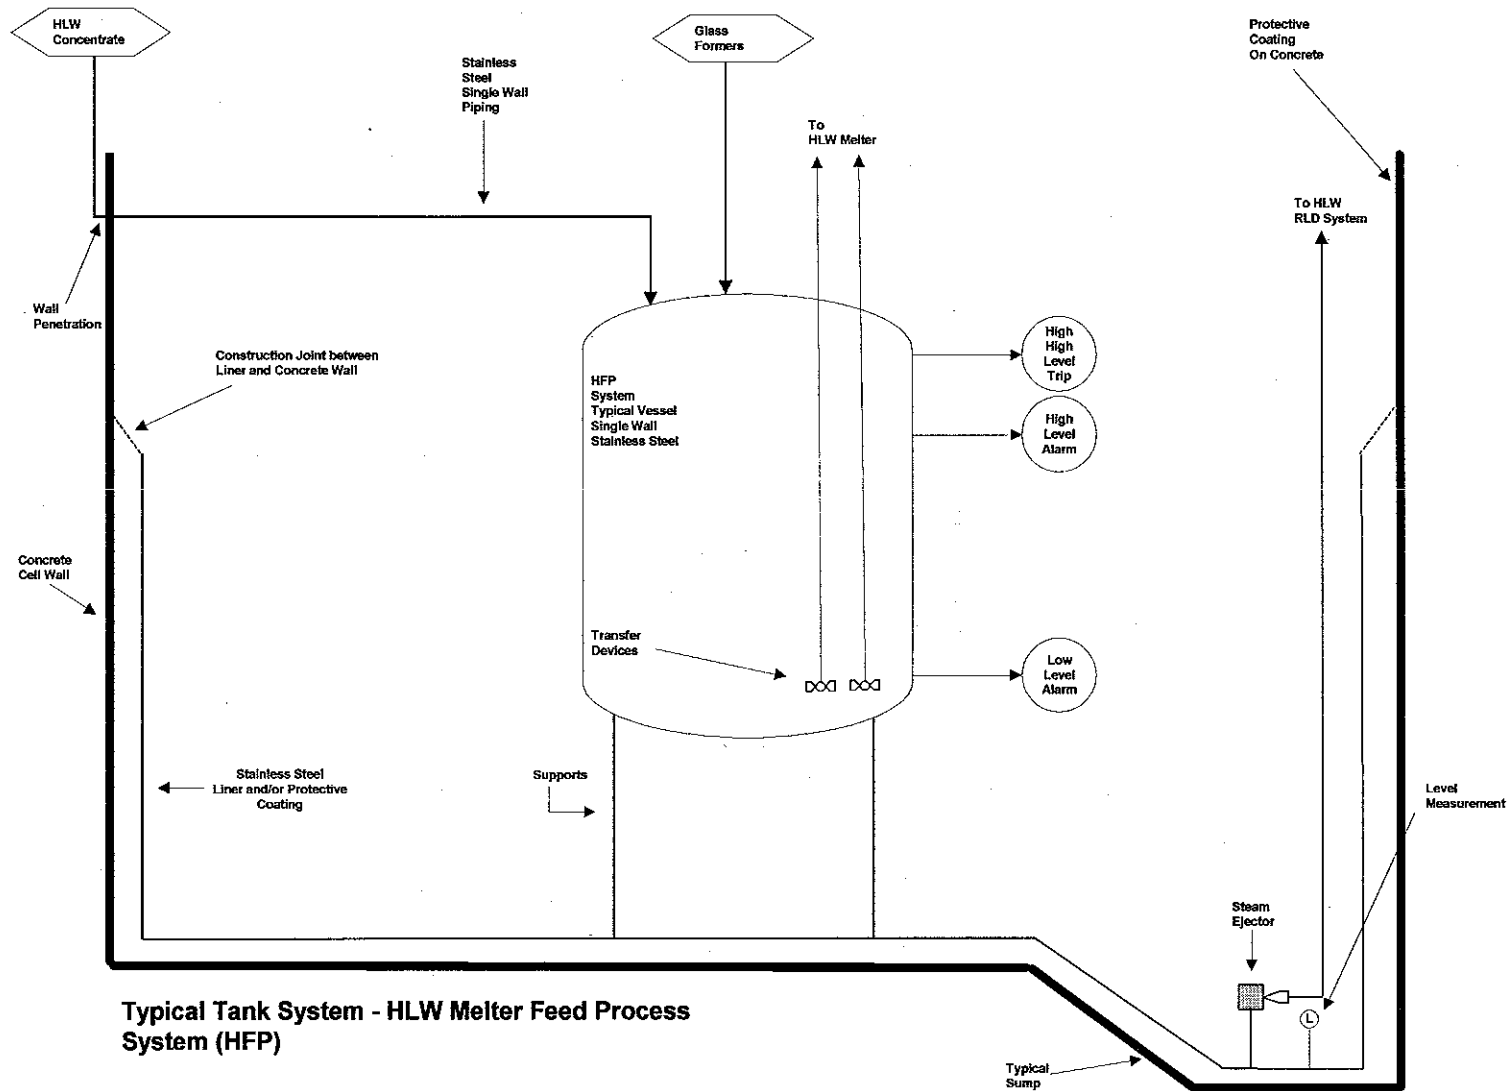 HLW
Concentrate
Glass
Formers
Protective
Coating
On Concrete
Stainless
Steel
Single Wall
Piping
To
HLW Melter
To HLW
RLD System
Wall
Penetration
Construction Joint between
Liner and Concrete Wall
High
High
Level
Trip
HFP
System
Typical Vessel
Single Wall
Stainless Steel
High
Level
Alarm
Concrete
Cell Wall
Transfer
Devices
Low
Level
Alarm
Stainless Steel
Liner and/or Protective
Coating
Supports
Level
Measurement
Steam
Ejector
L
Typical Tank System - HLW Melter Feed Process
System (HFP)
Typical
Sump